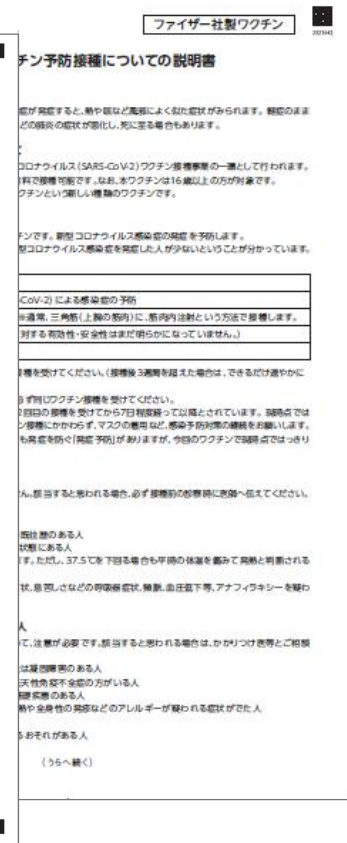 ファイザー社製ワクチン
チン予防接種についての説明書
症が発症すると、熱や咳など風邪によく似た症状がみられます。軽症のまま
どの肺炎の症状が悪化し、死に至る場合もあります。
コロナウイルス(SARS-CoV-2)ワクチン接種事業の一環として行われます。
料で接種可能です。なお、本ワクチンは16歳以上の方が対象です。
クチンという新しい種類のワクチンです。
チンです。新型コロナウイルス感染症の発症を予防します。
型コロナウイルス感染症を発症した人が少ないということが分かっています。
-CoV-2)による感染症の予防
※通常、三角筋(上腕の筋肉)に、筋肉内注射という方法で接種します。
対する有効性・安全性はまだ明らかになっていません。)
接種を受けてください。(接種後3週間を超えた場合は、できるだけ速やかに
らず同じワクチン接種を受けてください。
2回目の接種を受けてから7日程度経って以降とされています。現時点では
ン接種にかかわらず、マスクの着用など、感染予防対策の継続をお願いします。
も発症を防ぐ「発症予防」がありますが、今回のワクチンで現時点ではっきり
ん。該当すると思われる場合、必ず接種前の診察時に医師へ伝えてください。
既往歴のある人
状態にある人
す。ただし、37.5℃を下回る場合も平時の体温を鑑みて発熱と判断される
状、息苦しさなどの呼吸器症状、頻脈、血圧低下等、アナフィラキシーを疑わ
人
て、注意が必要です。該当すると思われる場合は、かかりつけ医等とご相談
は凝固障害のある人
天性免疫不全症の方がいる人
疾患のある人
熱や全身性の発疹などのアレルギーが疑われる症状がでた人
るおそれがある人
(うらへ続く)